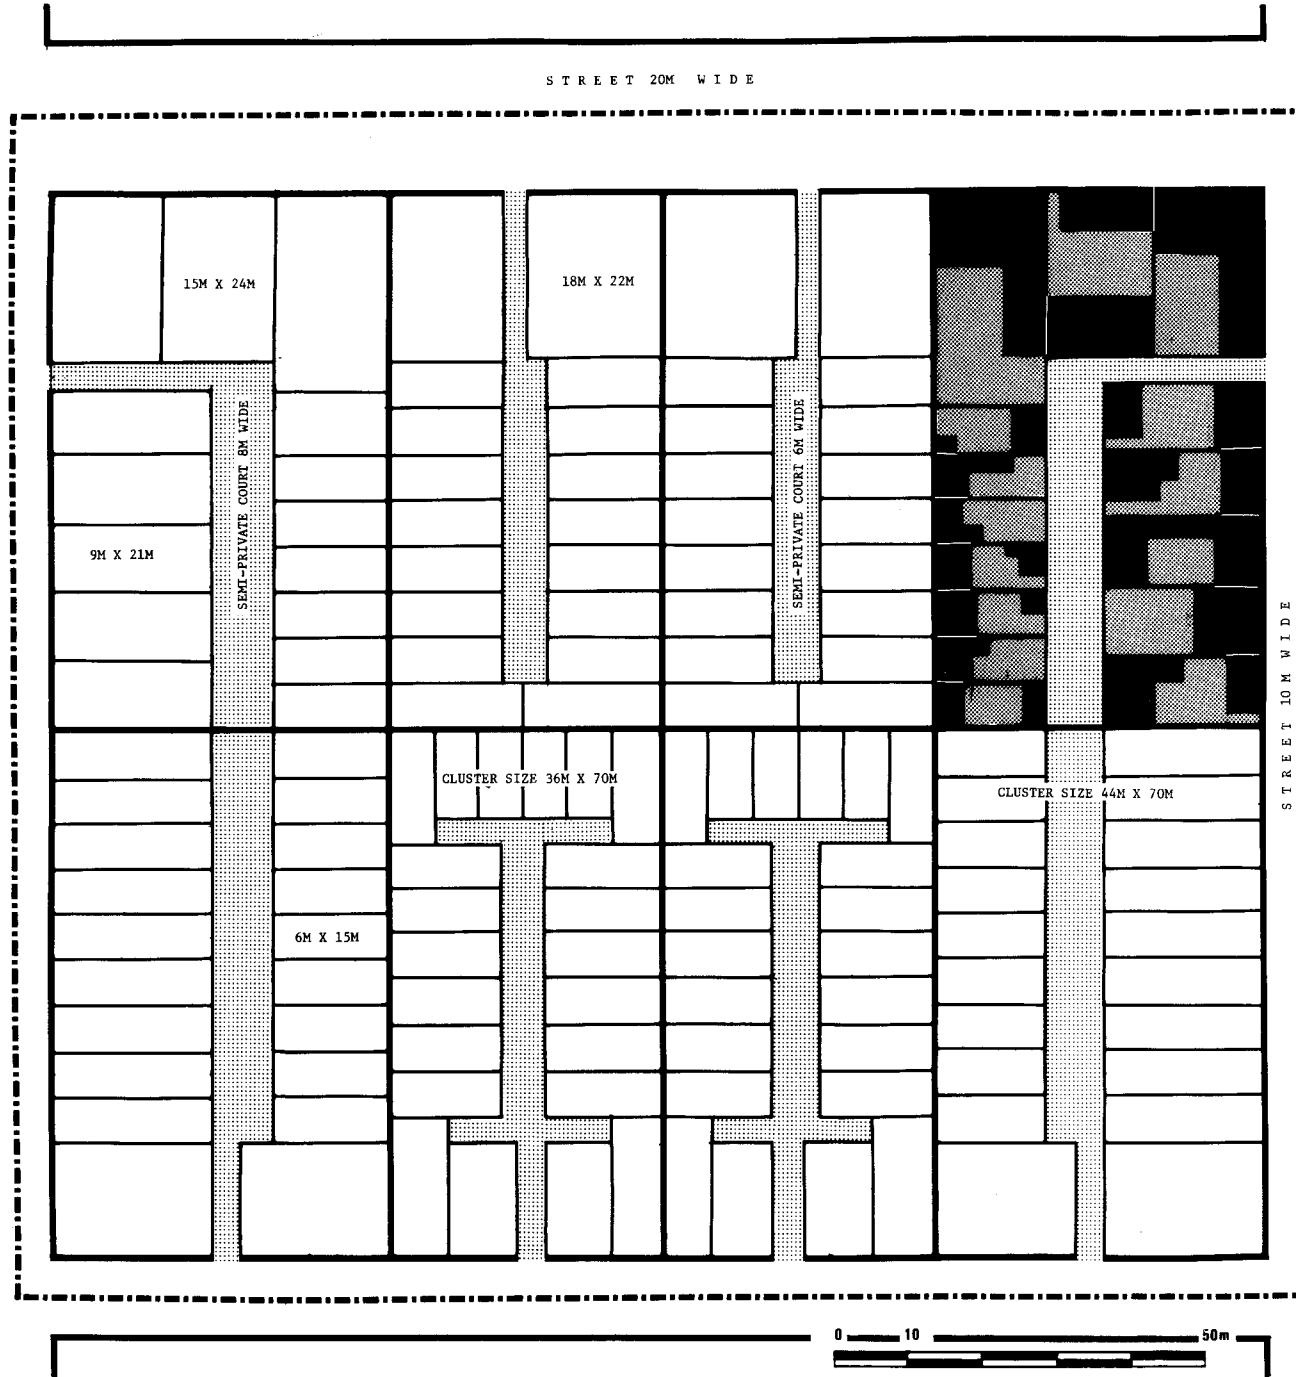 STREET 20M WIDE
15M X 24M
18M X 22M
SEMI-PRIVATE COURT 8M WIDE
SEMI-PRIVATE COURT 6M WIDE
9M X 21M
STREET 10M WIDE
CLUSTER SIZE 36M X 70M
CLUSTER SIZE 44M X 70M
6M X 15M
0 10 50m